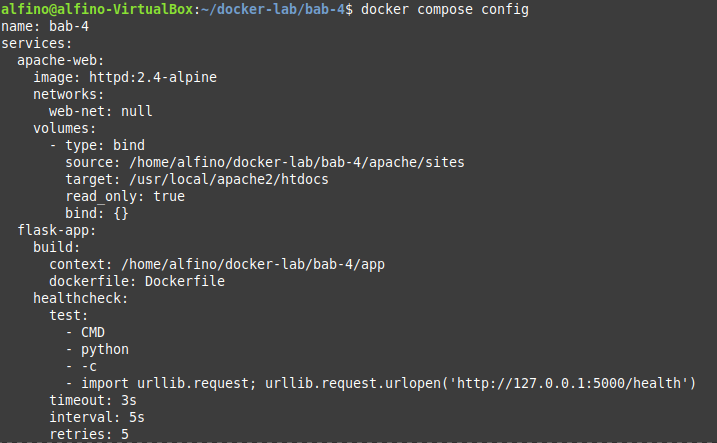 alfino@alfino-VirtualBox:~/docker-lab/bab-4$ docker compose config
name: bab-4
services:
  apache-web:
    image: httpd:2.4-alpine
    networks:
      web-net: null
    volumes:
      - type: bind
        source: /home/alfino/docker-lab/bab-4/apache/sites
        target: /usr/local/apache2/htdocs
        read_only: true
        bind: {}
  flask-app:
    build:
      context: /home/alfino/docker-lab/bab-4/app
      dockerfile: Dockerfile
    healthcheck:
      test:
        - CMD
        - python
        - -c
        - import urllib.request; urllib.request.urlopen('http://127.0.0.1:5000/health')
      timeout: 3s
      interval: 5s
      retries: 5